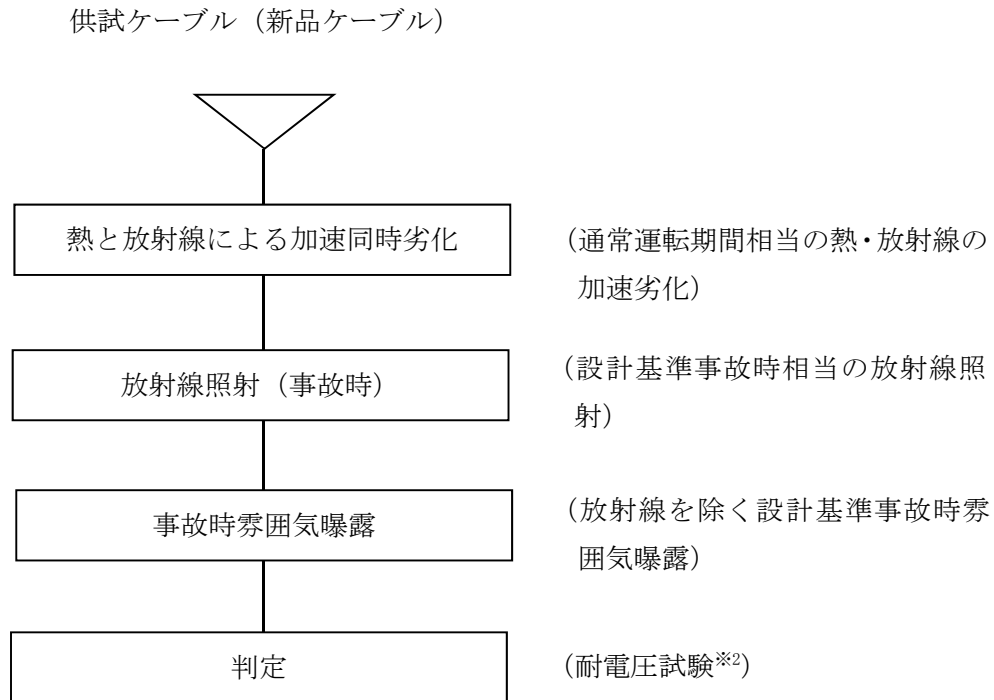 供試ケーブル（新品ケーブル）
熱と放射線による加速同時劣化
（通常運転期間相当の熱・放射線の
加速劣化）
放射線照射（事故時）
（設計基準事故時相当の放射線照
射）
事故時雰囲気曝露
（放射線を除く設計基準事故時雰
囲気曝露）
判定
（耐電圧試験※2）